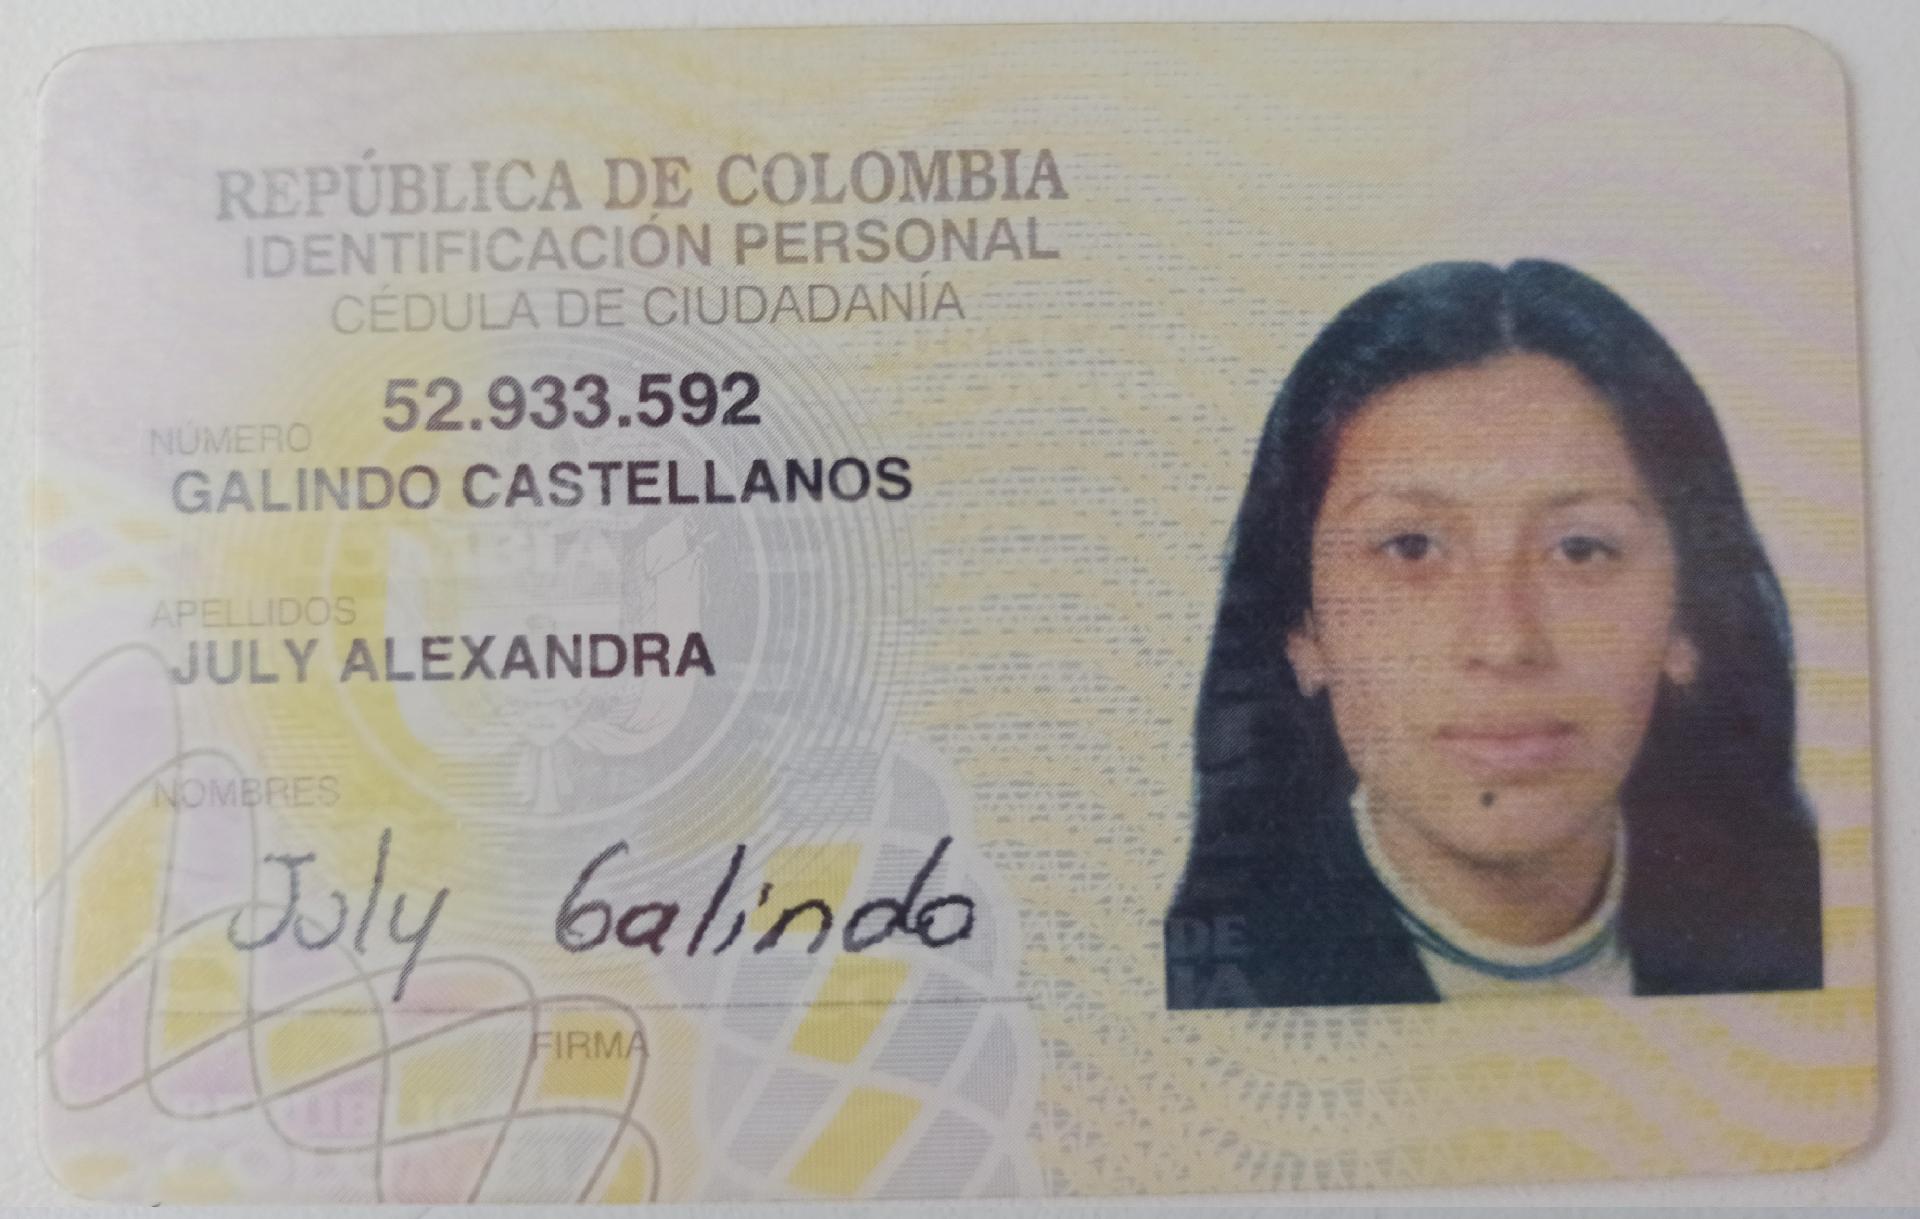 REPÚBLICA DE COLOMBIA
IDENTIFICACIÓN PERSONAL
CÉDULA DE CIUDADANÍA
52.933.592
NÚMERO
GALINDO CASTELLANOS
APELLIDOS
JULY ALEXANDRA
NOMBRES
July Galindo
FIRMA